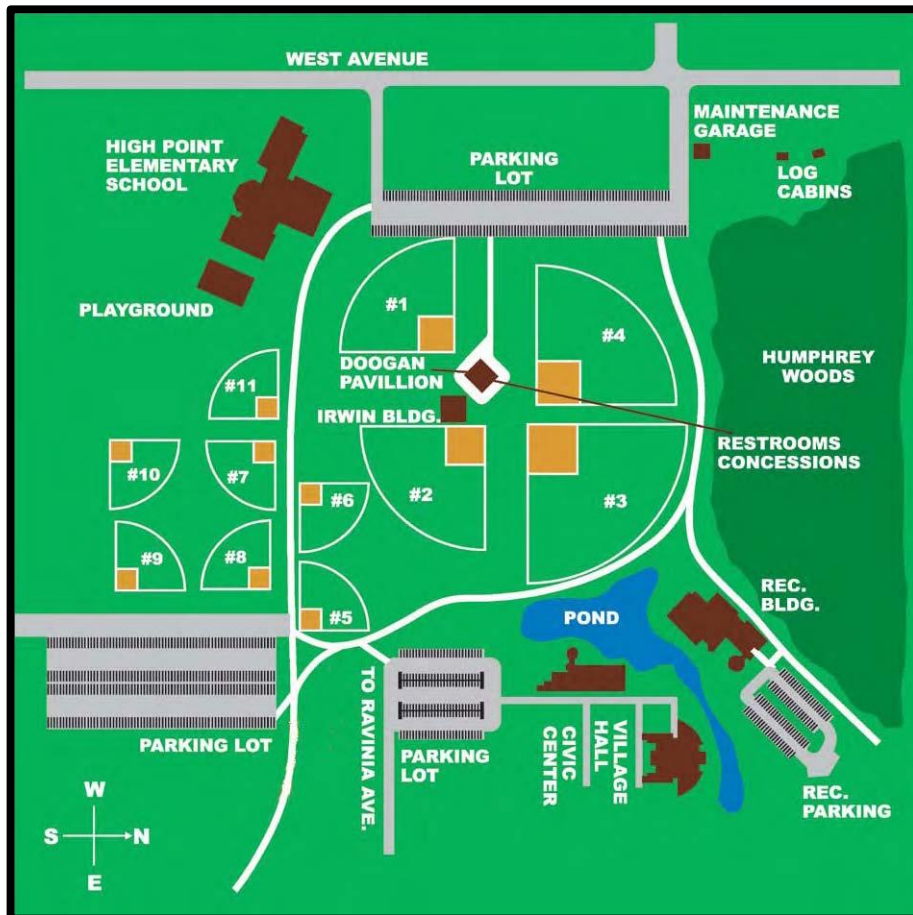 WEST AVENUE
MAINTENANCE
GARAGE
HIGH POINT
ELEMENTARY
SCHOOL
PARKING
LOT
LOG
CABINS
PLAYGROUND
#1
#4
DOOGAN
PAVILLION
HUMPHREY
WOODS
#11
IRWIN BLDG.
RESTROOMS
CONCESSIONS
#10
#7
#6
#2
#3
#9
#8
#5
REC.
BLDG.
POND
TO RAVINIA AVE.
PARKING LOT
PARKING
LOT
CIVIC
CENTER
VILLAGE
HALL
REC.
PARKING
W
S
N
E